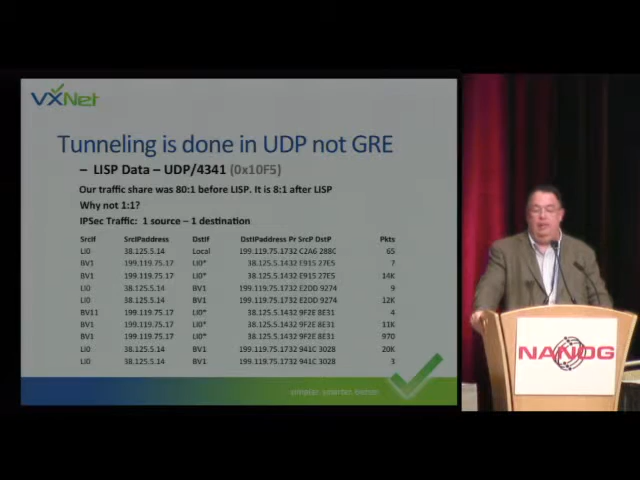 VXNet
Tunneling is done in UDP not GRE
– LISP Data – UDP/4341 (0x10F5)
Our traffic share was 80:1 before LISP. It is 8:1 after LISP
Why not 1:1?
IPSec Traffic: 1 source – 1 destination
SrcIf SrcIPaddress DstIf DstIPaddress Pr SrcP DstP Pkts
LI0 38.125.5.14 Local 199.119.75.1732 C2A6 288C 65
BV1 199.119.75.17 LI0* 38.125.5.1432 E915 27E5 7
BV1 199.119.75.17 LI0* 38.125.5.1432 E915 27E5 14K
LI0 38.125.5.14 BV1 199.119.75.1732 E2DD 9274 9
LI0 38.125.5.14 BV1 199.119.75.1732 E2DD 9274 12K
BV11 199.119.75.17 LI0* 38.125.5.1432 9F2E 8E31 4
BV1 199.119.75.17 LI0* 38.125.5.1432 9F2E 8E31 11K
BV1 199.119.75.17 LI0* 38.125.5.1432 9F2E 8E31 970
LI0 38.125.5.14 BV1 199.119.75.1732 941C 3028 20K
LI0 38.125.5.14 BV1 199.119.75.1732 941C 3028 3
simpler. smarter.
NANOG